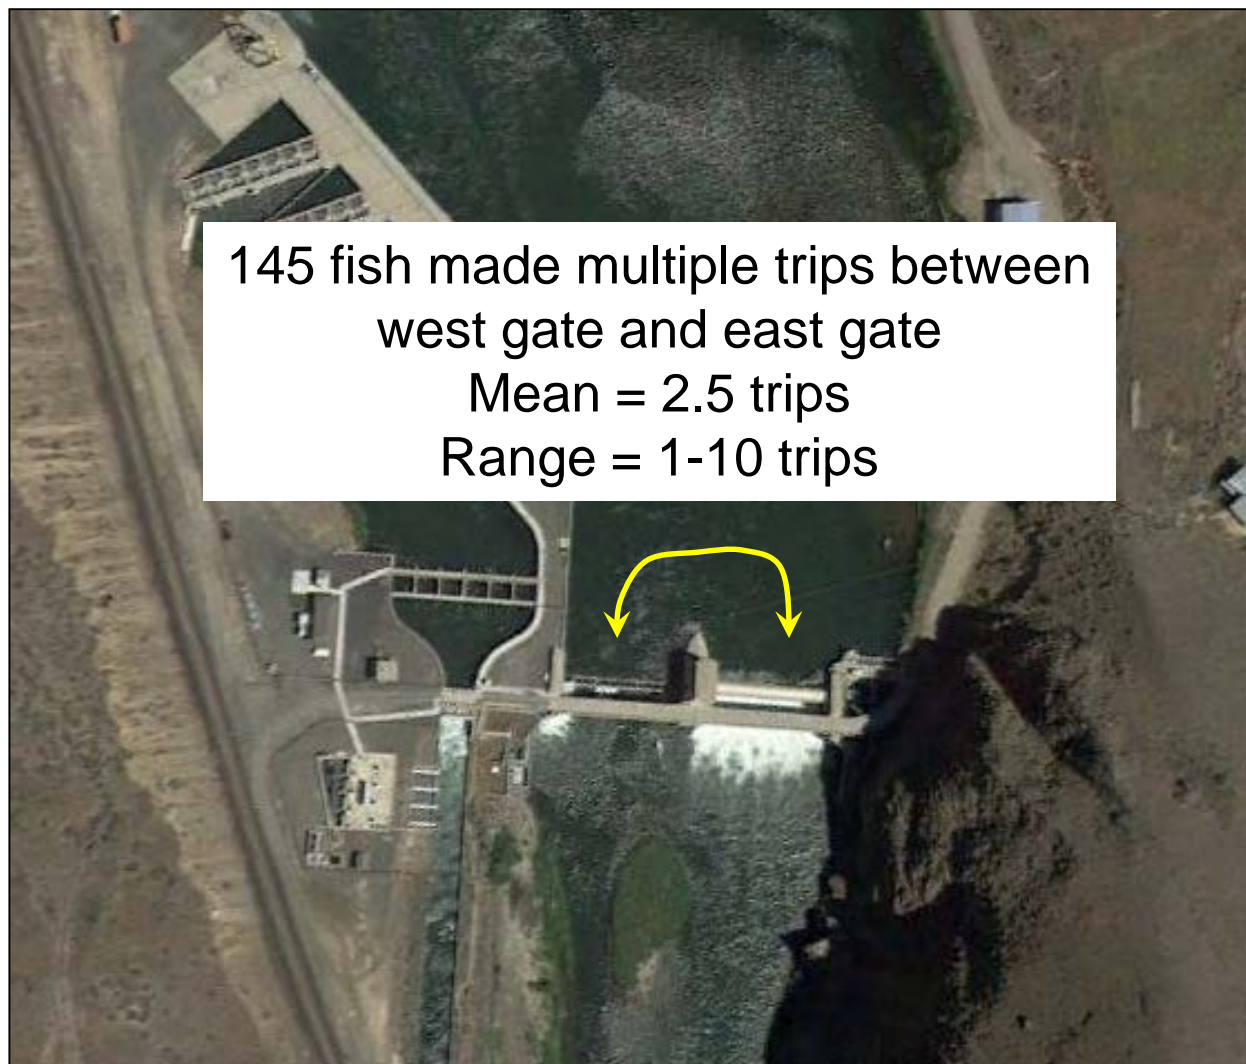 145 fish made multiple trips between
west gate and east gate
Mean = 2.5 trips
Range = 1-10 trips